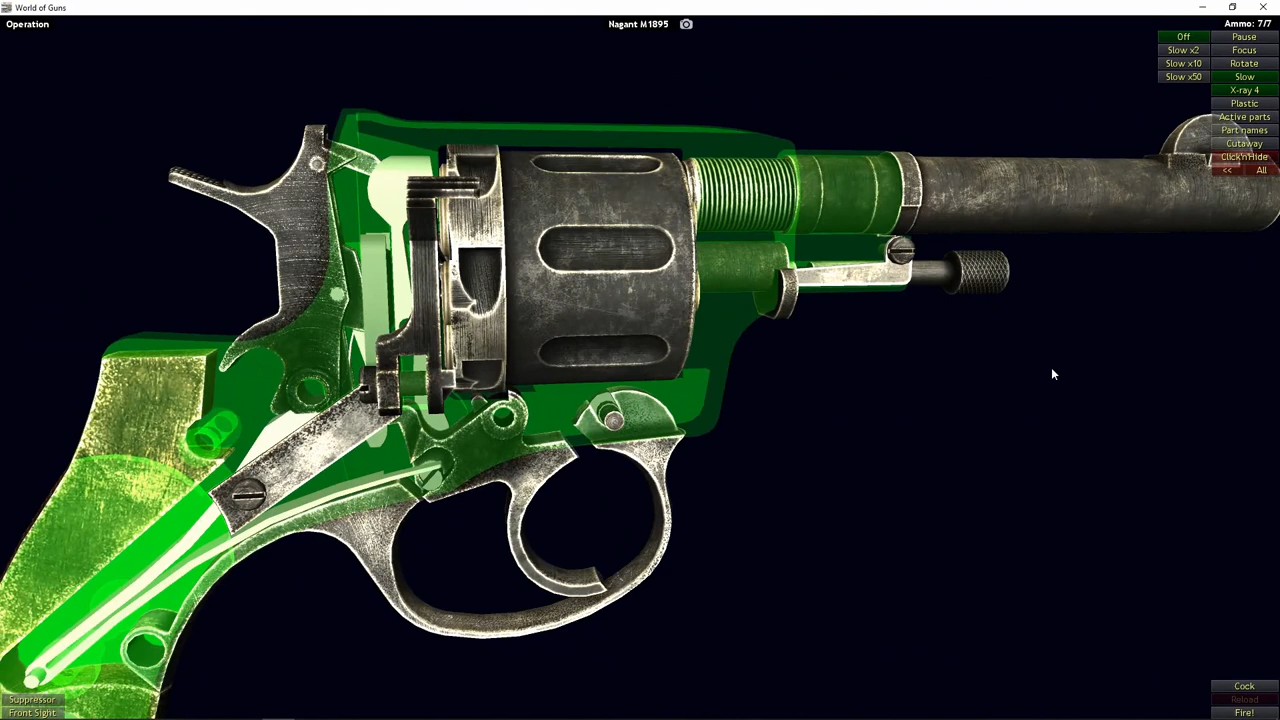 World of Guns
Operation
Nagant M1895
Ammo: 7/7
Off
Pause
Slow x2
Focus
Slow x10
Rotate
Slow x50
Slow
X-ray 4
Plastic
Active parts
Part names
Cutaway
Click'n'Hide
<< All
Suppressor
Front Sight
Cock
Reload
Fire!